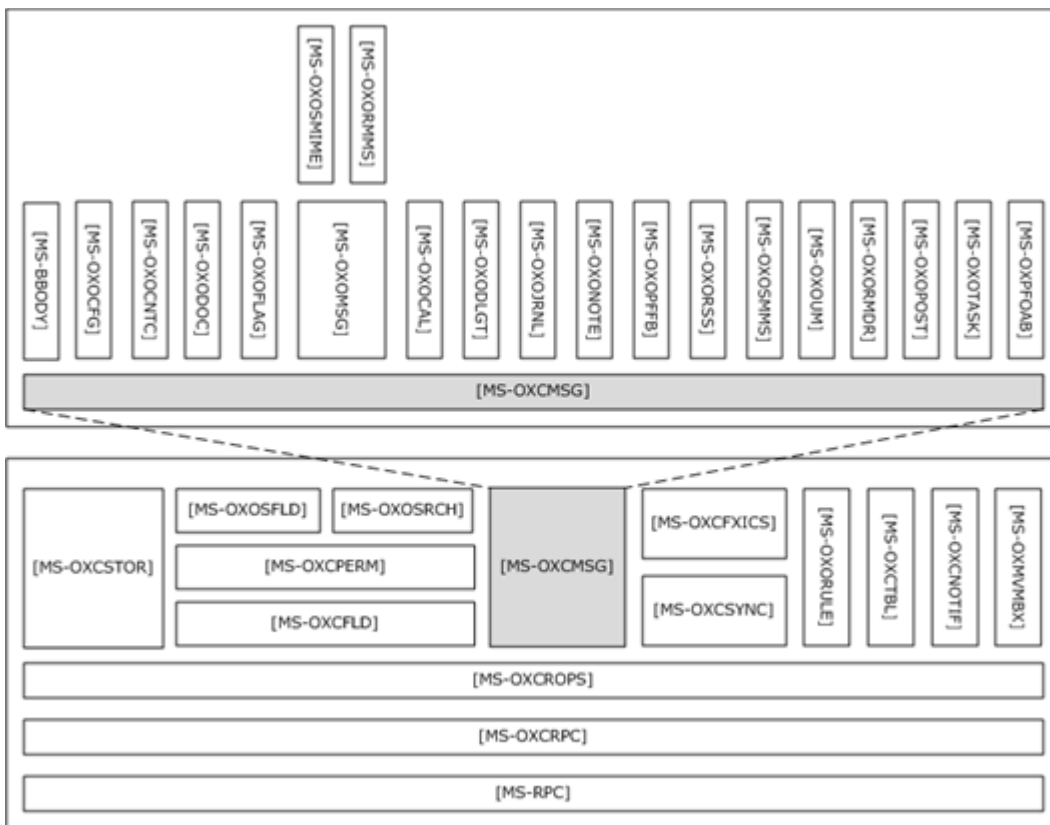 [MS-OXOSMIME]
[MS-OXORMMS]
[MS-BBODY]
[MS-OXOCFG]
[MS-OXOCNTC]
[MS-OXODOC]
[MS-OXOFLAG]
[MS-OXOMSG]
[MS-OXOCAL]
[MS-OXODLGT]
[MS-OXOJRNL]
[MS-OXONOTE]
[MS-OXOPFFB]
[MS-OXORSS]
[MS-OXOSMMS]
[MS-OXOUM]
[MS-OXORMDR]
[MS-OXOPOST]
[MS-OXOTASK]
[MS-OXPFOAB]
[MS-OXCMSG]
[MS-OXCSTOR]
[MS-OXOSFLD]
[MS-OXOSRCH]
[MS-OXCPERM]
[MS-OXCFLD]
[MS-OXCMSG]
[MS-OXCFXICS]
[MS-OXCSYNC]
[MS-OXORULE]
[MS-OXCTBL]
[MS-OXCNOTIF]
[MS-OXMVMBX]
[MS-OXCROPS]
[MS-OXCRPC]
[MS-RPC]